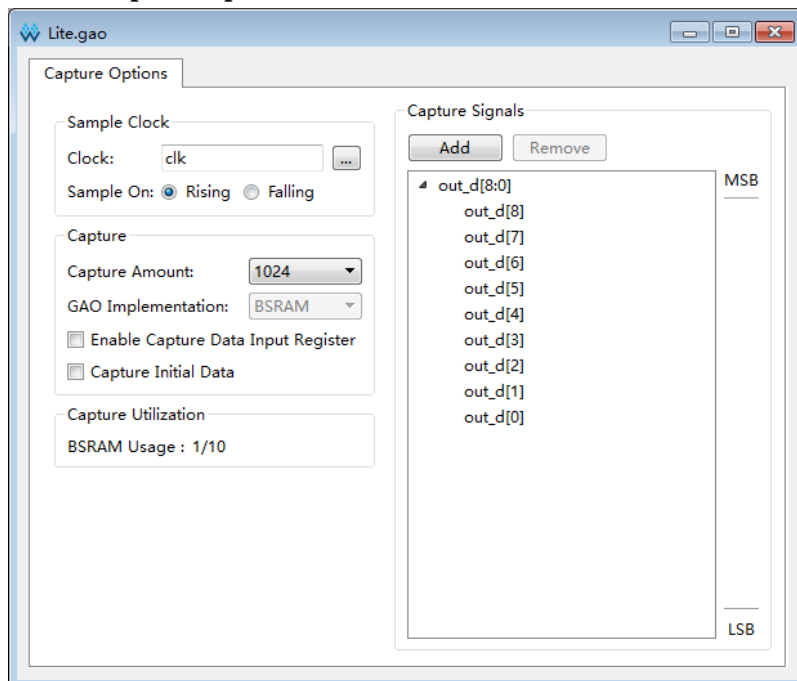 Lite.gao
Capture Options
Sample Clock
Clock: clk ...
Sample On: Rising Falling
Capture
Capture Amount: 1024
GAO Implementation: BSRAM
Enable Capture Data Input Register
Capture Initial Data
Capture Utilization
BSRAM Usage : 1/10
Capture Signals
Add Remove
out_d[8:0] MSB
out_d[8]
out_d[7]
out_d[6]
out_d[5]
out_d[4]
out_d[3]
out_d[2]
out_d[1]
out_d[0]
LSB